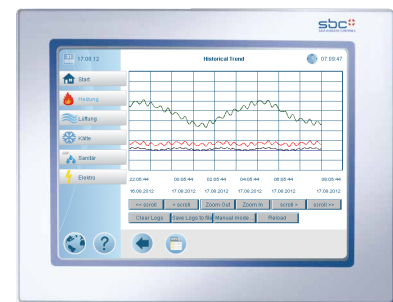 sbc
SAIA BURGESS CONTROLS
17.08.12
Historical Trend
07:09:47
Start
Heizung
Lüftung
Kälte
Sanitär
Elektro
22:05:44 00:05:44 02:05:44 04:05:44 06:05:44 08:05:44
16.08.2012 17.08.2012 17.08.2012 17.08.2012 17.08.2012 17.08.2012
<< scroll < scroll Zoom Out Zoom In scroll > scroll >>
Clear Logs Save Logs to file Manual mode... Reload
?